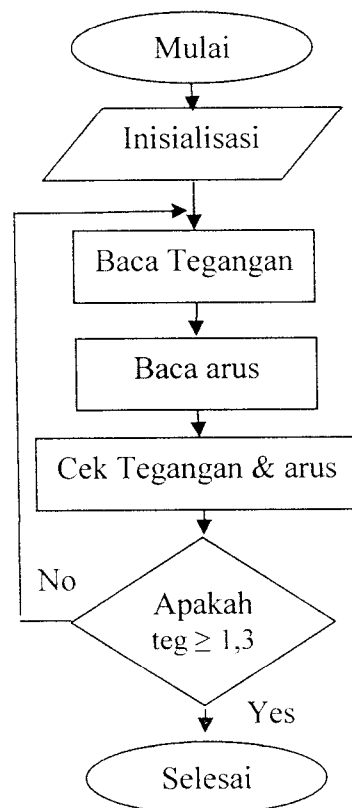 Mulai
Inisialisasi
Baca Tegangan
Baca arus
Cek Tegangan & arus
No
Apakah
teg ≥ 1,3
Yes
Selesai